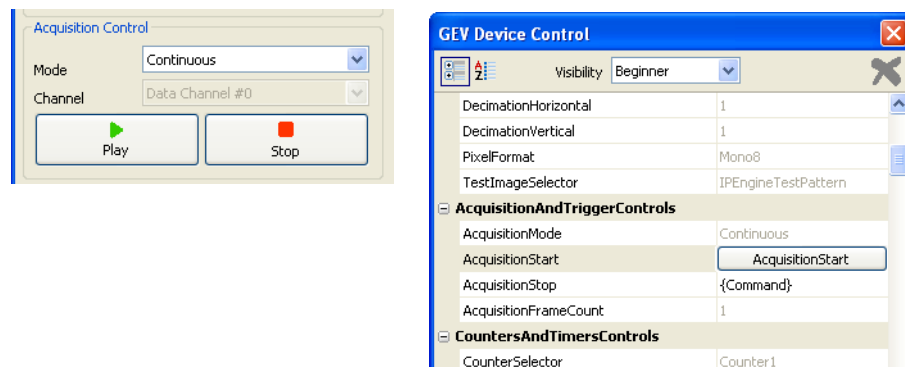 Acquisition Control
Mode Continuous
Channel Data Channel #0
Play Stop
GEV Device Control
Visibility Beginner
DecimationHorizontal 1
DecimationVertical 1
PixelFormat Mono8
TestImageSelector IPEngineTestPattern
AcquisitionAndTriggerControls
AcquisitionMode Continuous
AcquisitionStart AcquisitionStart
AcquisitionStop {Command}
AcquisitionFrameCount 1
CountersAndTimersControls
CounterSelector Counter1